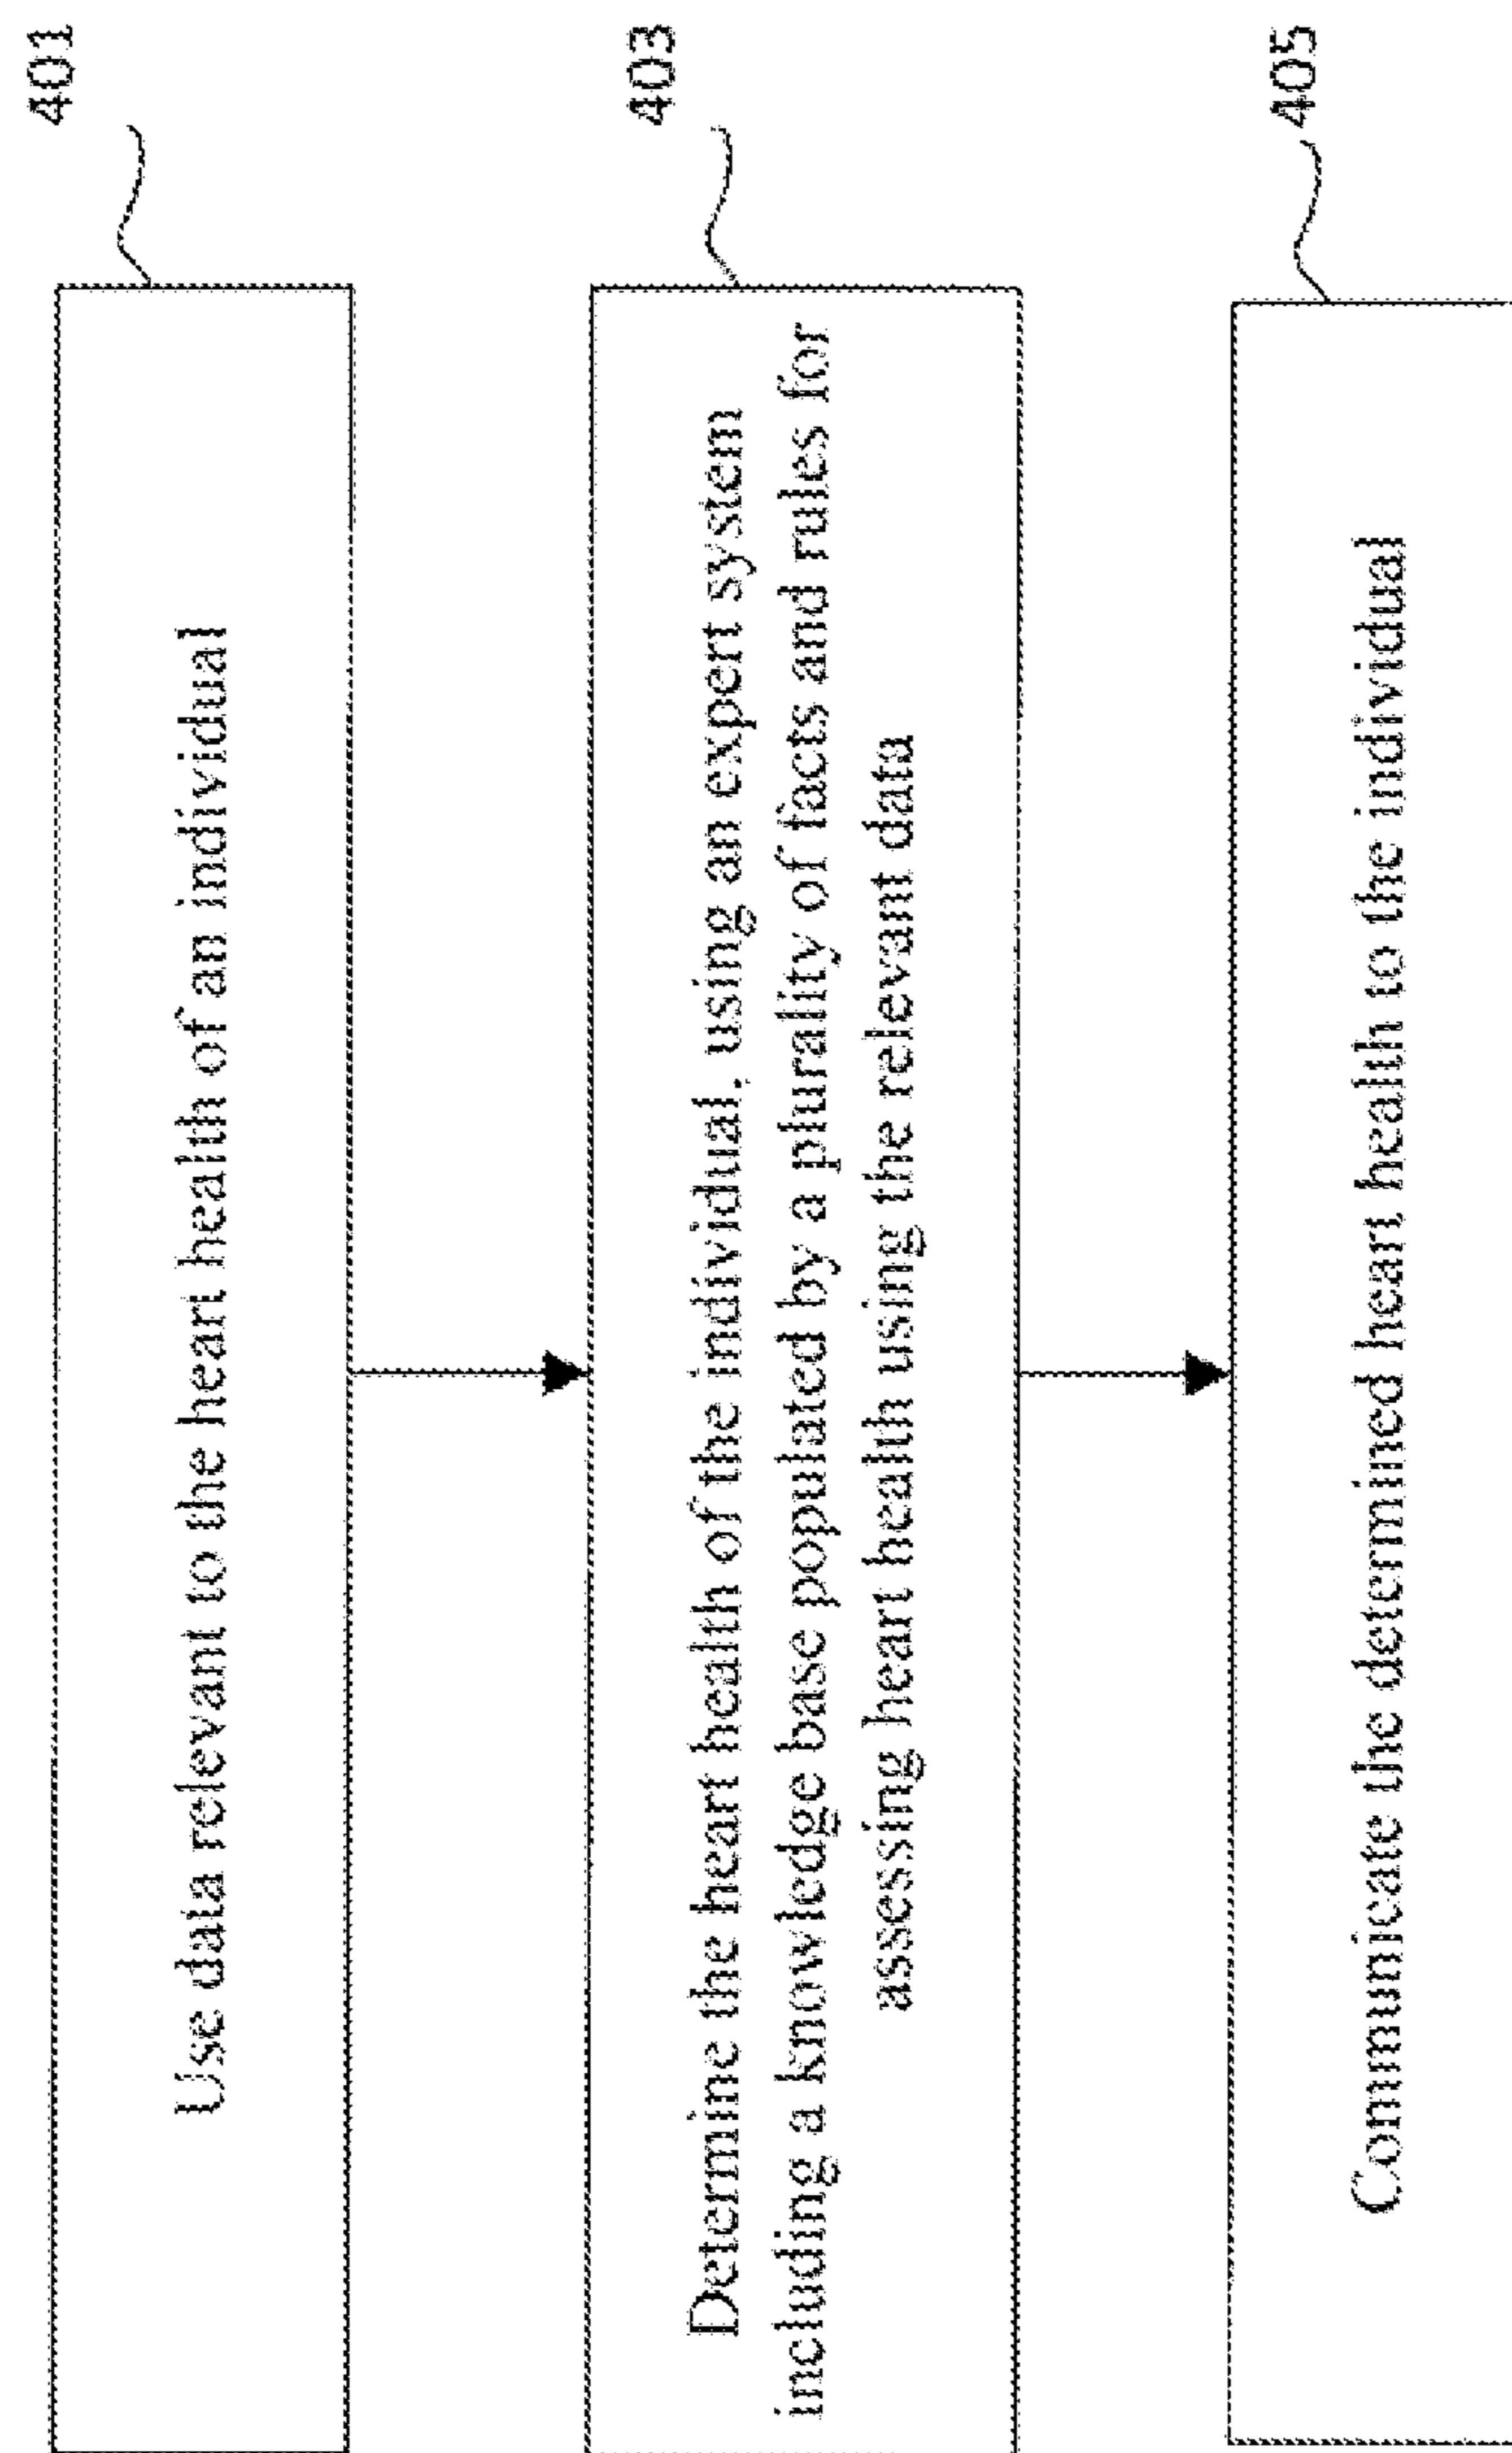 401
Use data relevant to the heart health of an individual
403
Determine the heart health of the individual, using an expert system
including a knowledge base populated by a plurality of facts and rules for
assessing heart health using the relevant data
405
Communicate the determined heart health to the individual